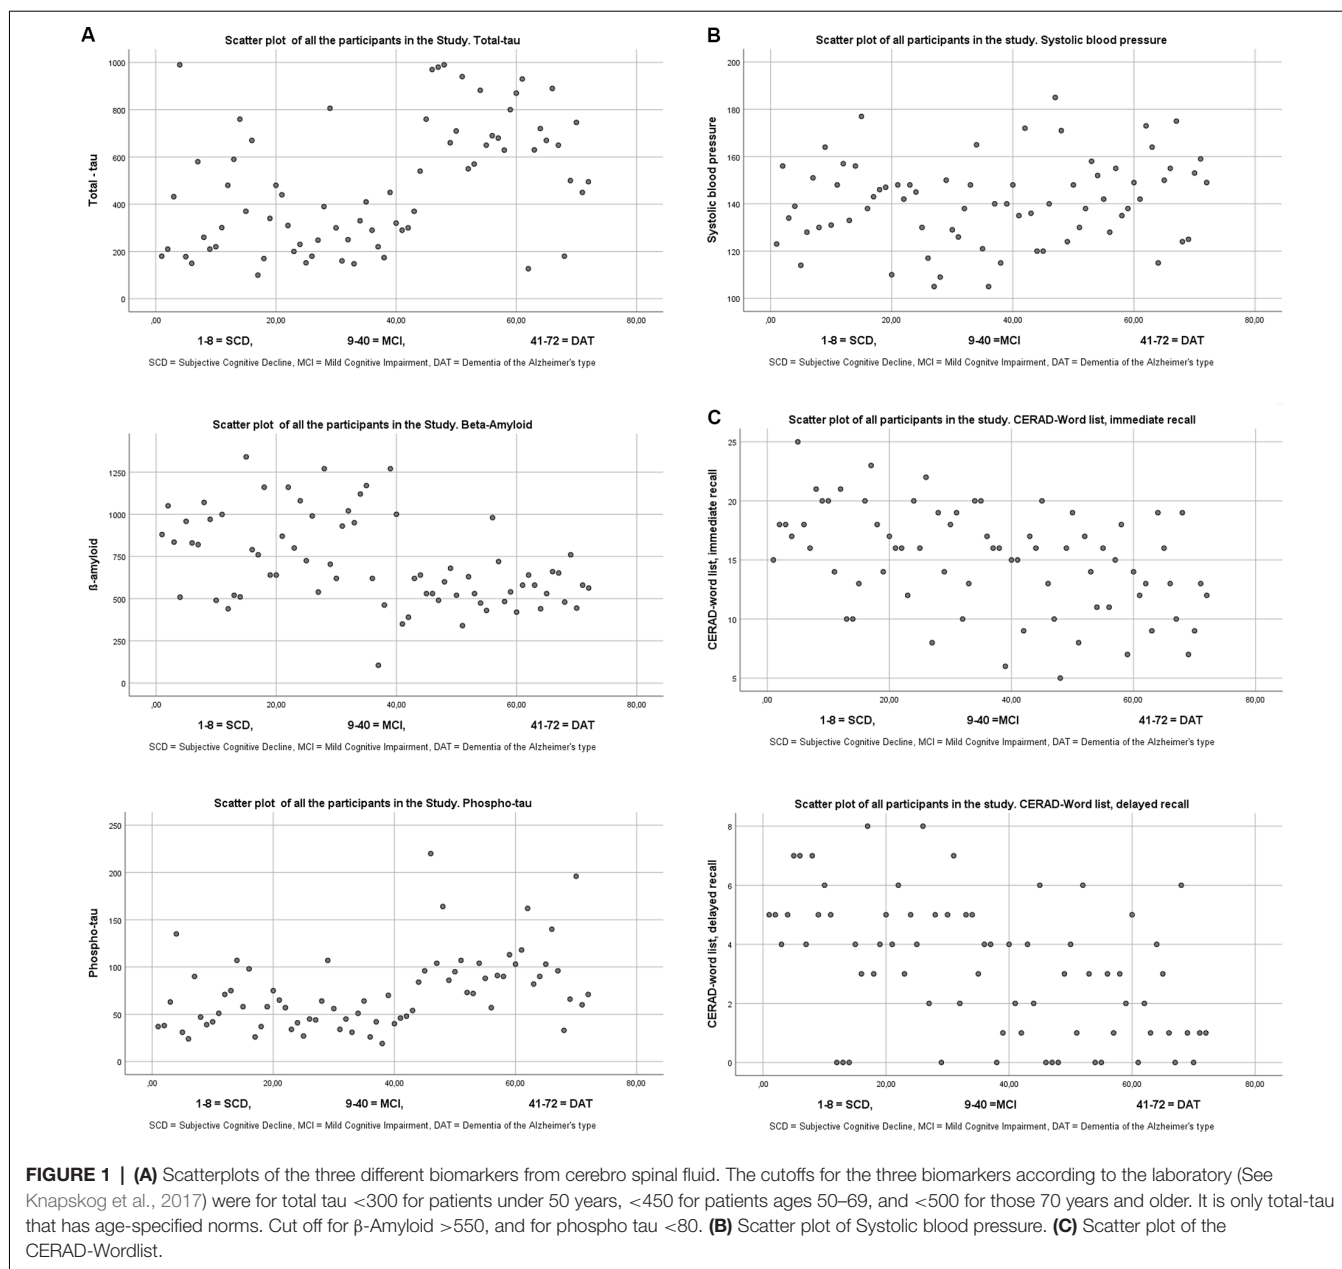 A
Scatter plot of all the participants in the Study. Total-tau
1000
800
600
400
200
0
Total - tau
,00 20,00 40,00 60,00 80,00
1-8 = SCD, 9-40 = MCI, 41-72 = DAT
SCD = Subjective Cognitive Decline, MCI = Mild Cognitve Impairment, DAT = Dementia of the Alzheimer's type
B
Scatter plot of all participants in the study. Systolic blood pressure
200
180
160
140
120
100
Systolic blood pressure
,00 20,00 40,00 60,00 80,00
1-8 = SCD, 9-40 =MCI 41-72 = DAT
SCD = Subjective Cognitive Decline, MCI = Mild Cognitve Impairment, DAT = Dementia of the Alzheimer's type
Scatter plot of all the participants in the Study. Beta-Amyloid
1250
1000
750
500
250
0
ß-amyloid
,00 20,00 40,00 60,00 80,00
1-8 = SCD, 9-40 = MCI, 41-72 = DAT
SCD = Subjective Cognitive Decline, MCI = Mild Cognitve Impairment, DAT = Dementia of the Alzheimer's type
C
Scatter plot of all participants in the study. CERAD-Word list, immediate recall
25
20
15
10
5
CERAD-word list, immediate recall
,00 20,00 40,00 60,00 80,00
1-8 = SCD, 9-40 =MCI 41-72 = DAT
SCD = Subjective Cognitive Decline, MCI = Mild Cognitve Impairment, DAT = Dementia of the Alzheimer's type
Scatter plot of all the participants in the Study. Phospho-tau
250
200
150
100
50
0
Phospho-tau
,00 20,00 40,00 60,00 80,00
1-8 = SCD, 9-40 = MCI, 41-72 = DAT
SCD = Subjective Cognitive Decline, MCI = Mild Cognitive Impairment, DAT = Dementia of the Alzheimer's type
Scatter plot of all participants in the study. CERAD-Word list, delayed recall
8
6
4
2
0
CERAD-word list, delayed recall
,00 20,00 40,00 60,00 80,00
1-8 = SCD, 9-40 =MCI 41-72 = DAT
SCD = Subjective Cognitive Decline, MCI = Mild Cognitive Impairment, DAT = Dementia of the Alzheimer's type
FIGURE 1 | (A) Scatterplots of the three different biomarkers from cerebro spinal fluid. The cutoffs for the three biomarkers according to the laboratory (See
Knapskog et al., 2017) were for total tau <300 for patients under 50 years, <450 for patients ages 50–69, and <500 for those 70 years and older. It is only total-tau
that has age-specified norms. Cut off for β-Amyloid >550, and for phospho tau <80. (B) Scatter plot of Systolic blood pressure. (C) Scatter plot of the
CERAD-Wordlist.